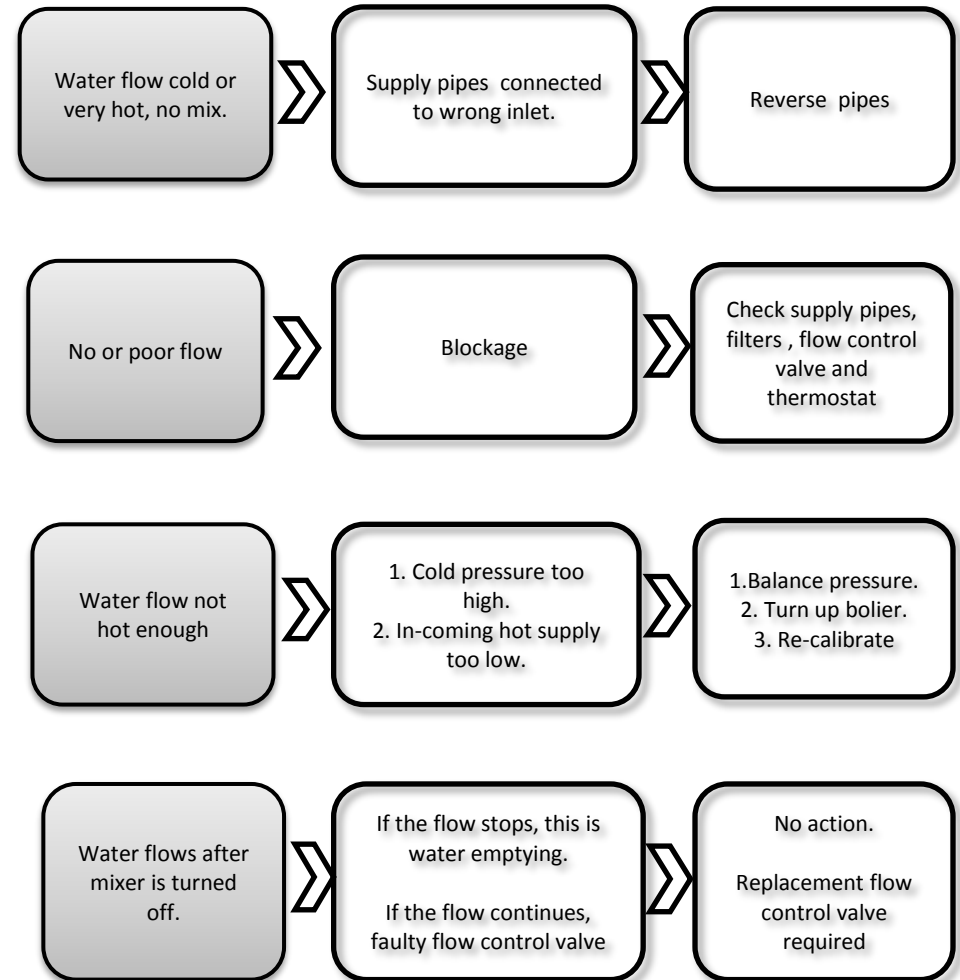 Water flow cold or
very hot, no mix.
Supply pipes connected
to wrong inlet.
Reverse pipes
No or poor flow
Blockage
Check supply pipes,
filters , flow control
valve and
thermostat
Water flow not
hot enough
1. Cold pressure too
high.
2. In-coming hot supply
too low.
1.Balance pressure.
2. Turn up bolier.
3. Re-calibrate
Water flows after
mixer is turned
off.
If the flow stops, this is
water emptying.
If the flow continues,
faulty flow control valve
No action.
Replacement flow
control valve
required